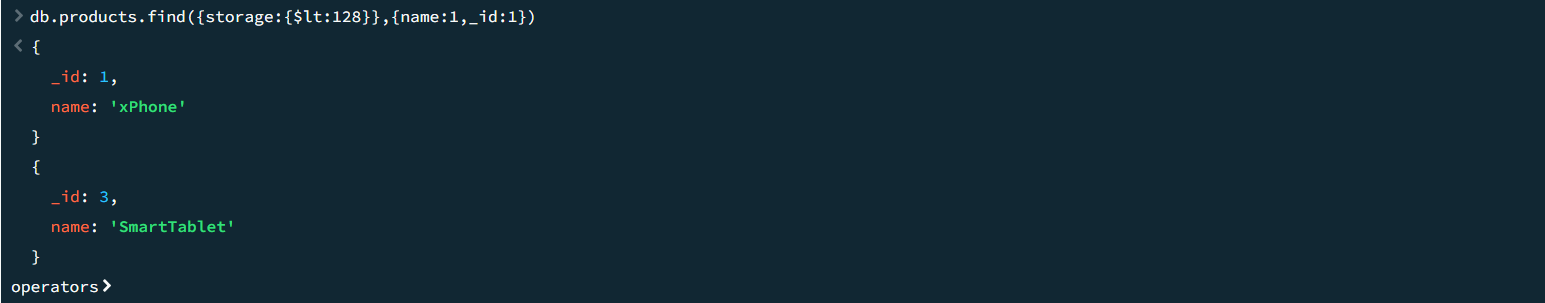 > db.products.find({storage:{$lt:128}},{name:1,_id:1})
< {
_id: 1,
name: 'xPhone'
}
{
_id: 3,
name: 'SmartTablet'
}
operators>